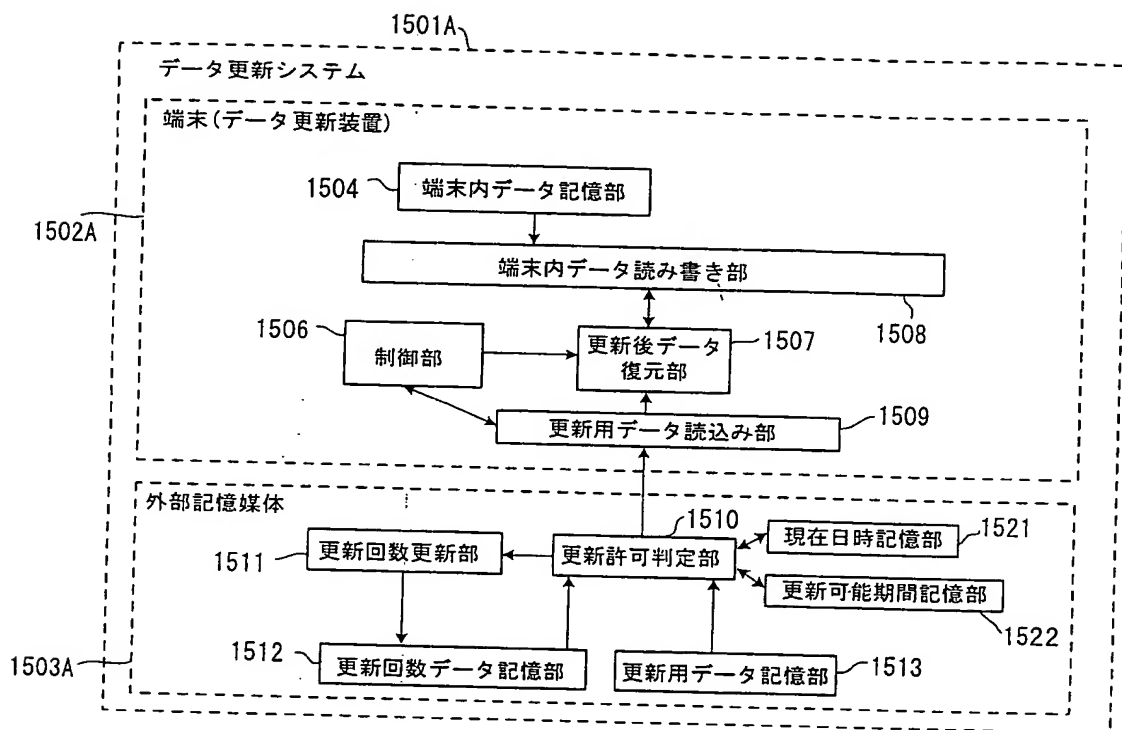 1501A
データ更新システム
端末(データ更新装置)
1504
端末内データ記憶部
1502A
端末内データ読み書き部
1508
1506
制御部
更新後データ
復元部
1507
1509
更新用データ読込み部
外部記憶媒体
1510
1521
現在日時記憶部
1511
更新回数更新部
更新許可判定部
更新可能期間記憶部
1522
1503A
1512
更新回数データ記憶部
更新用データ記憶部
1513